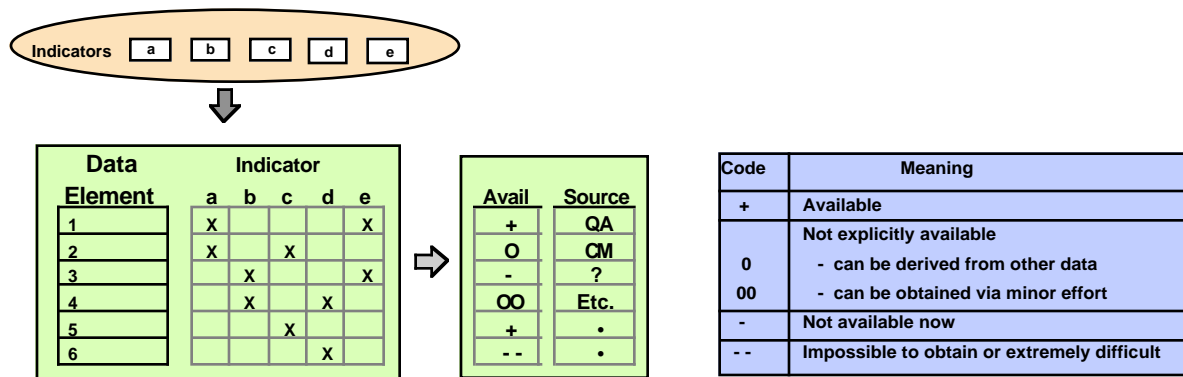 Indicators a b c d e
Data Element Indicator
a b c d e
1 X X
2 X X
3 X X
4 X X
5 X
6 X
Avail Source
+ QA
O CM
- ?
OO Etc.
+ •
- - •
Code Meaning
+ Available
Not explicitly available
0 - can be derived from other data
00 - can be obtained via minor effort
- Not available now
- - Impossible to obtain or extremely difficult